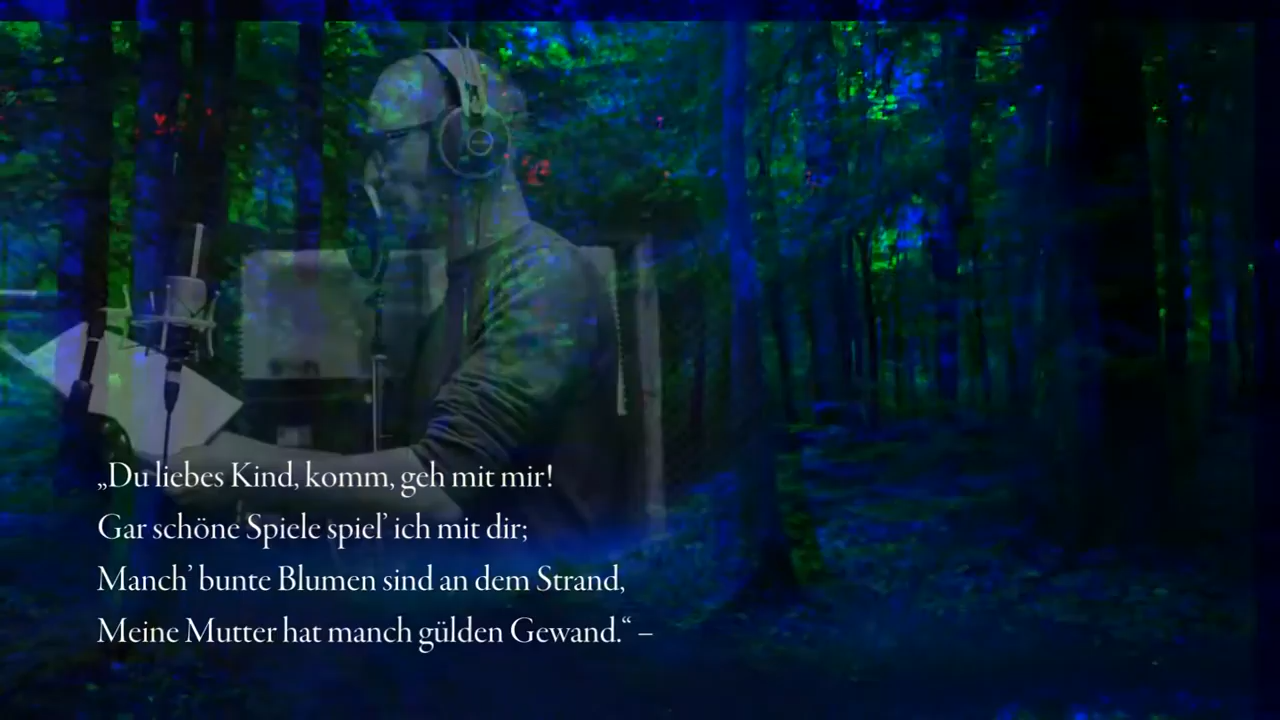 „Du liebes Kind, komm, geh mit mir!
Gar schöne Spiele spiel’ ich mit dir;
Manch’ bunte Blumen sind an dem Strand,
Meine Mutter hat manch gülden Gewand.“ –